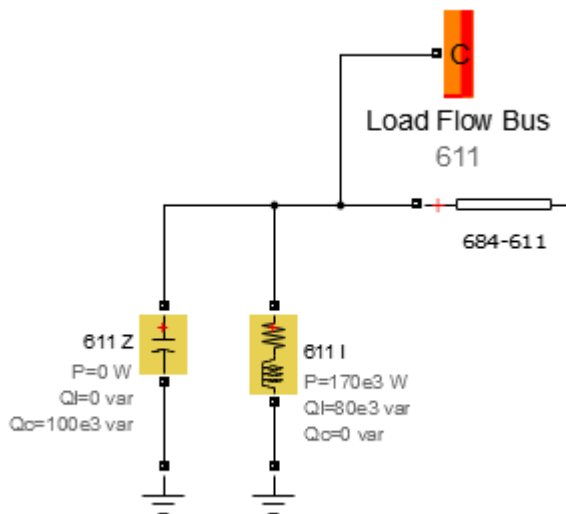 C
Load Flow Bus
611
684-611
611 Z
P=0 W
Ql=0 var
Qc=100e3 var
611 I
P=170e3 W
Ql=80e3 var
Qc=0 var